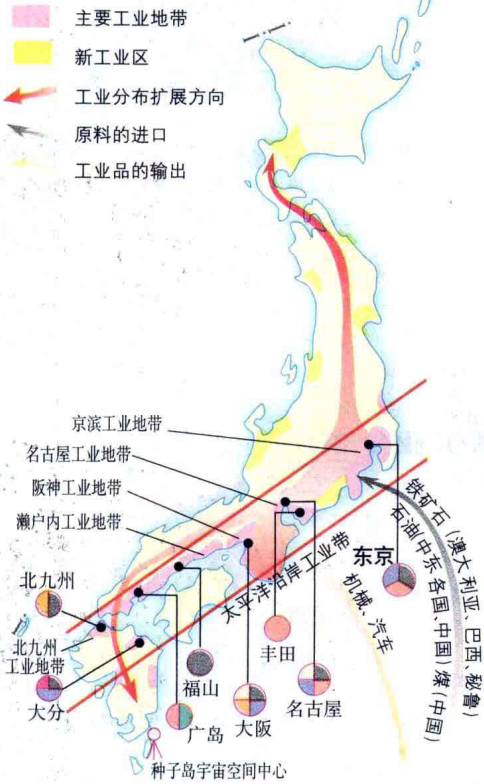 主要工业地带
新工业区
工业分布扩展方向
原料的进口
工业品的输出
京滨工业地带
名古屋工业地带
阪神工业地带
濑户内工业地带
北九州
北九州
工业地带
大分
太平洋沿岸工业带
东京
铁矿石(澳大利亚、巴西、秘鲁)
石油(中东各国、中国)煤(中国)
机械、汽车
福山
广岛
大阪
丰田
名古屋
种子岛宇宙空间中心